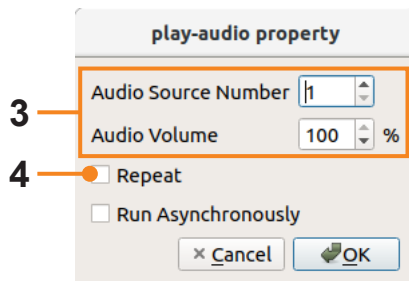 play-audio property
3
Audio Source Number 1
Audio Volume 100 %
4
Repeat
Run Asynchronously
Cancel OK